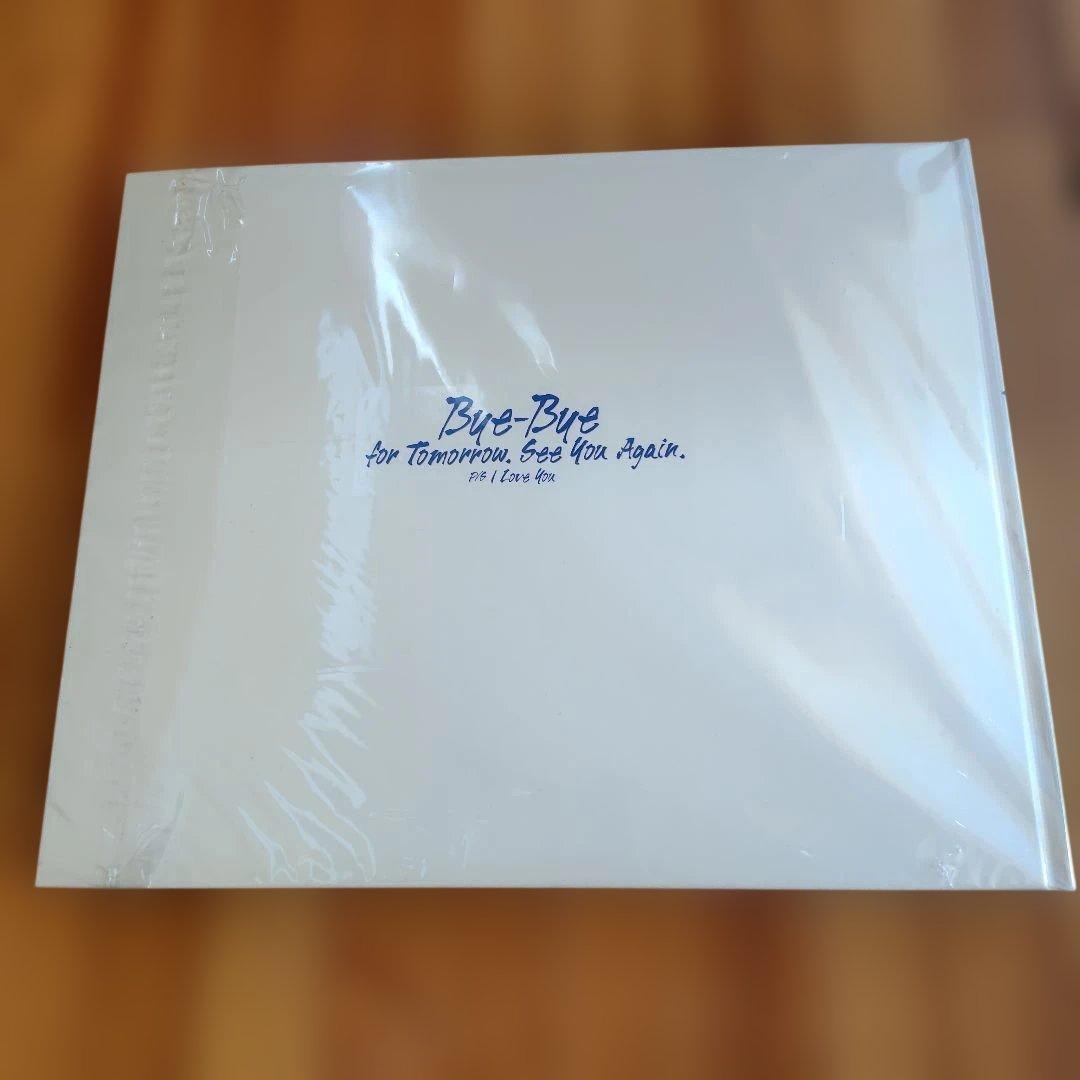 Bye-Bye
for Tomorrow. See You Again.
P/S I Love You